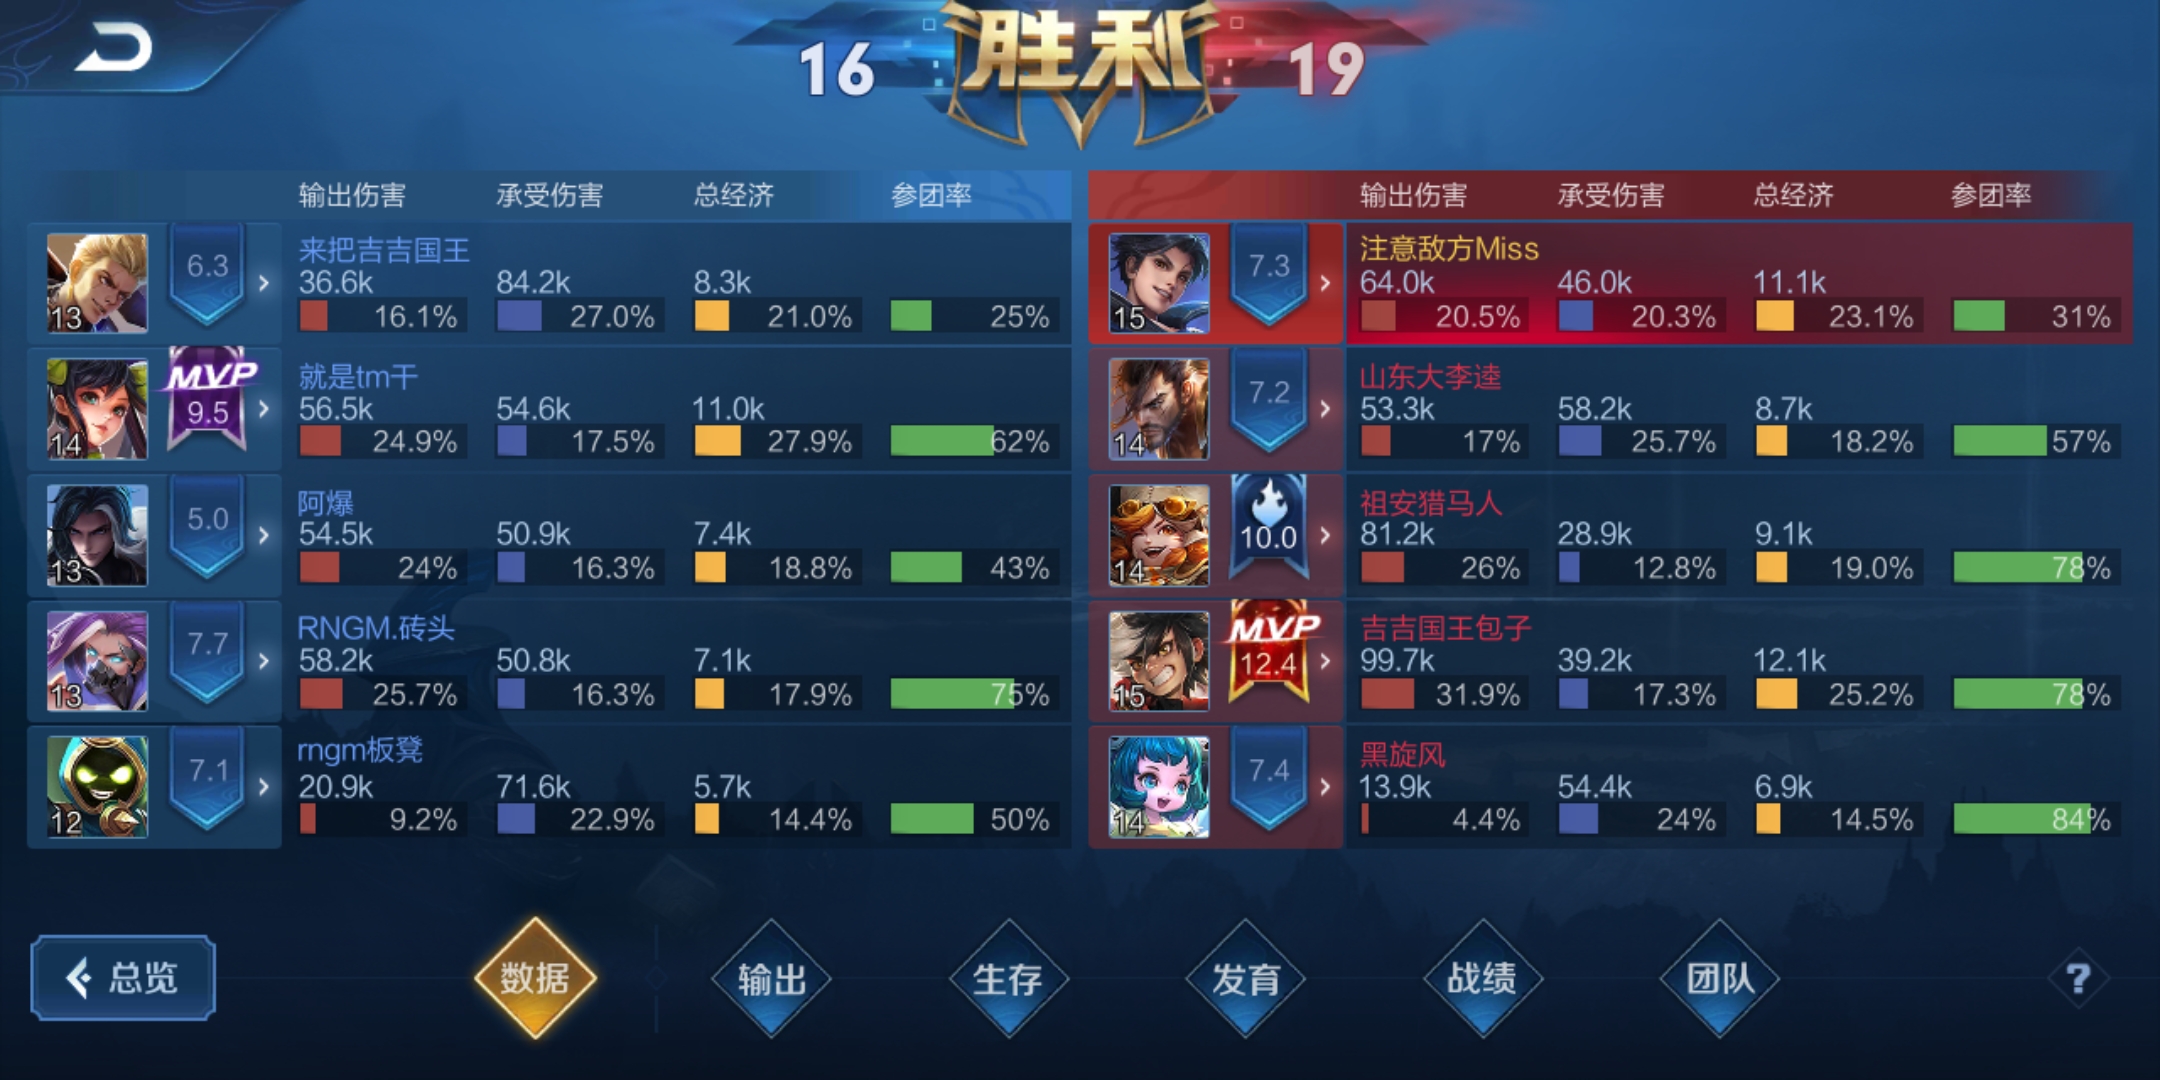 16 胜利 19
输出伤害 承受伤害 总经济 参团率 输出伤害 承受伤害 总经济 参团率
来把吉吉国王
13 6.3 36.6k 84.2k 8.3k
16.1% 27.0% 21.0% 25%
注意敌方Miss
15 7.3 64.0k 46.0k 11.1k
20.5% 20.3% 23.1% 31%
就是tm干
14 MVP 9.5 56.5k 54.6k 11.0k
24.9% 17.5% 27.9% 62%
山东大李逵
14 7.2 53.3k 58.2k 8.7k
17% 25.7% 18.2% 57%
阿爆
13 5.0 54.5k 50.9k 7.4k
24% 16.3% 18.8% 43%
祖安猎马人
14 10.0 81.2k 28.9k 9.1k
26% 12.8% 19.0% 78%
RNGM.砖头
13 7.7 58.2k 50.8k 7.1k
25.7% 16.3% 17.9% 75%
吉吉国王包子
15 MVP 12.4 99.7k 39.2k 12.1k
31.9% 17.3% 25.2% 78%
rngm板凳
12 7.1 20.9k 71.6k 5.7k
9.2% 22.9% 14.4% 50%
黑旋风
14 7.4 13.9k 54.4k 6.9k
4.4% 24% 14.5% 84%
总览 数据 输出 生存 发育 战绩 团队 ?